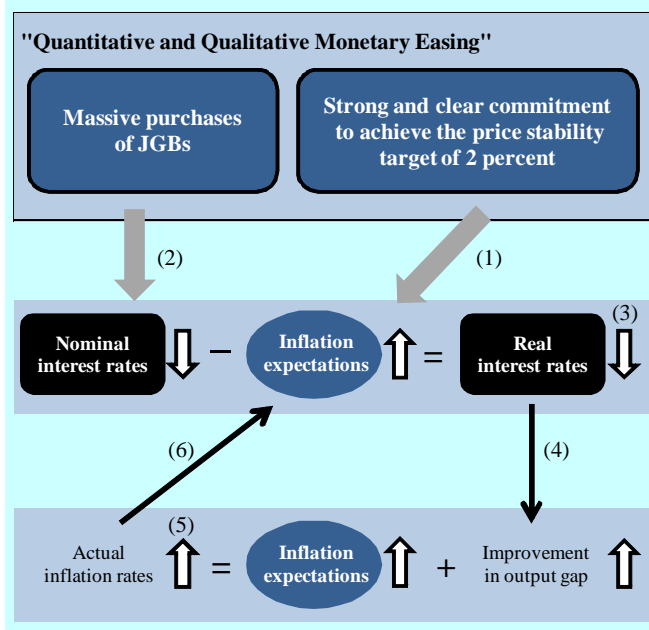 "Quantitative and Qualitative Monetary Easing"
Massive purchases
of JGBs
Strong and clear commitment
to achieve the price stability
target of 2 percent
(2)
(1)
(3)
Nominal
interest rates
−
Inflation
expectations
=
Real
interest rates
(6)
(4)
(5)
Actual
inflation rates
=
Inflation
expectations
+
Improvement
in output gap